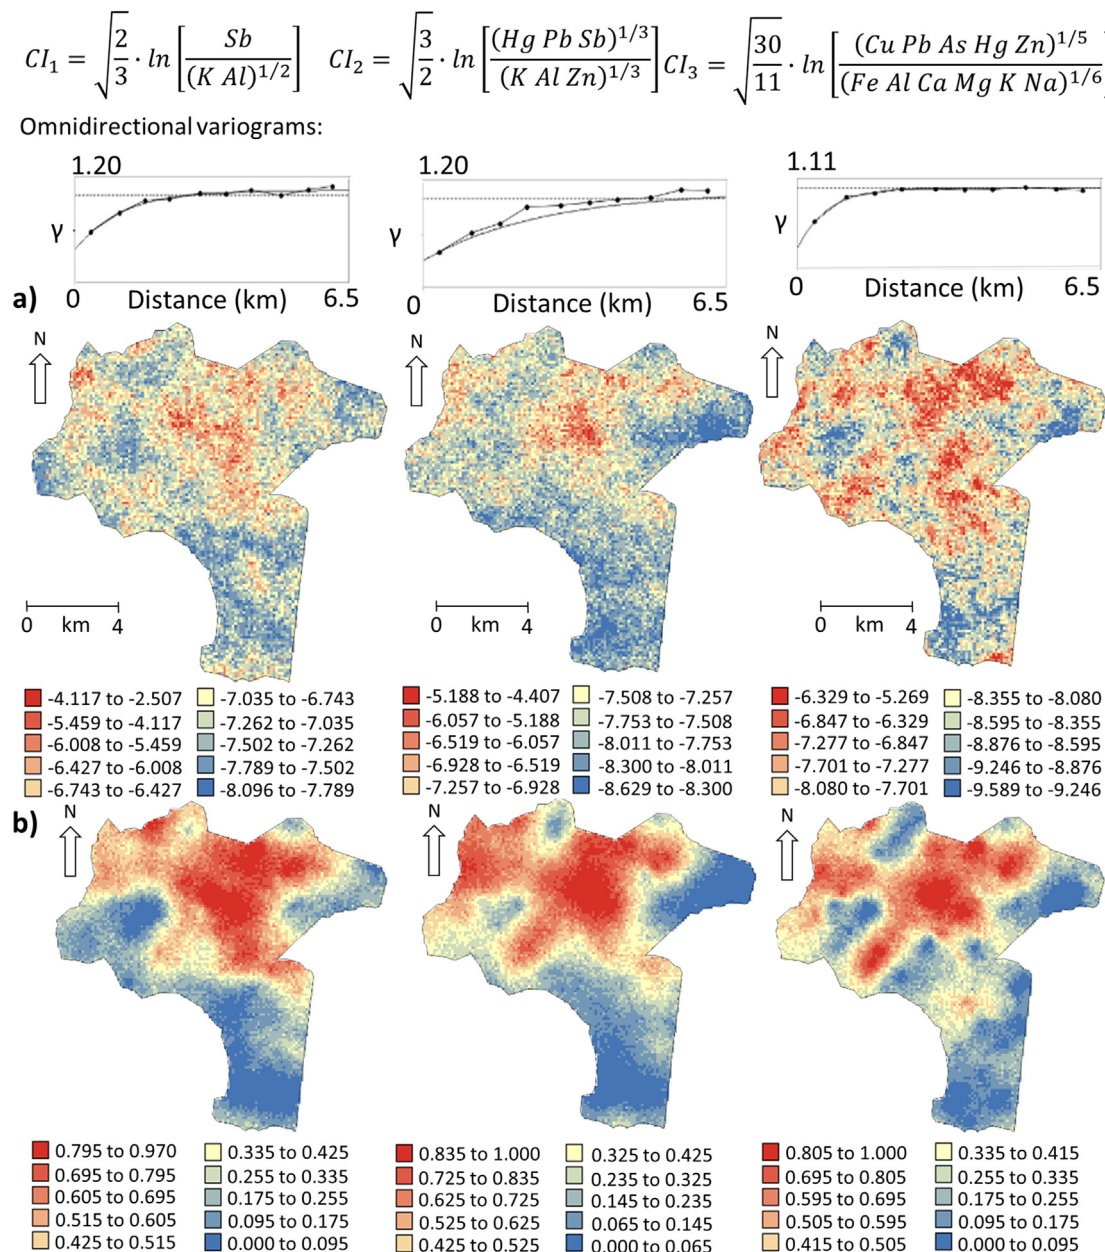 CI1 = √2/3 · ln [Sb/(K Al)^1/2] CI2 = √3/2 · ln [(Hg Pb Sb)^1/3/(K Al Zn)^1/3] CI3 = √30/11 · ln [(Cu Pb As Hg Zn)^1/5/(Fe Al Ca Mg K Na)^1/6]
Omnidirectional variograms:
1.20 1.20 1.11
γ γ γ
0 Distance (km) 6.5 0 Distance (km) 6.5 0 Distance (km) 6.5
a)
N N N
0 km 4 0 km 4 0 km 4
-4.117 to -2.507 -7.035 to -6.743 -5.188 to -4.407 -7.508 to -7.257 -6.329 to -5.269 -8.355 to -8.080
-5.459 to -4.117 -7.262 to -7.035 -6.057 to -5.188 -7.753 to -7.508 -6.847 to -6.329 -8.595 to -8.355
-6.008 to -5.459 -7.502 to -7.262 -6.519 to -6.057 -8.011 to -7.753 -7.277 to -6.847 -8.876 to -8.595
-6.427 to -6.008 -7.789 to -7.502 -6.928 to -6.519 -8.300 to -8.011 -7.701 to -7.277 -9.246 to -8.876
-6.743 to -6.427 -8.096 to -7.789 -7.257 to -6.928 -8.629 to -8.300 -8.080 to -7.701 -9.589 to -9.246
b)
N N N
0.795 to 0.970 0.335 to 0.425 0.835 to 1.000 0.325 to 0.425 0.805 to 1.000 0.335 to 0.415
0.695 to 0.795 0.255 to 0.335 0.725 to 0.835 0.235 to 0.325 0.695 to 0.805 0.255 to 0.335
0.605 to 0.695 0.175 to 0.255 0.625 to 0.725 0.145 to 0.235 0.595 to 0.695 0.175 to 0.255
0.515 to 0.605 0.095 to 0.175 0.525 to 0.625 0.065 to 0.145 0.505 to 0.595 0.095 to 0.175
0.425 to 0.515 0.000 to 0.095 0.425 to 0.525 0.000 to 0.065 0.415 to 0.505 0.000 to 0.095